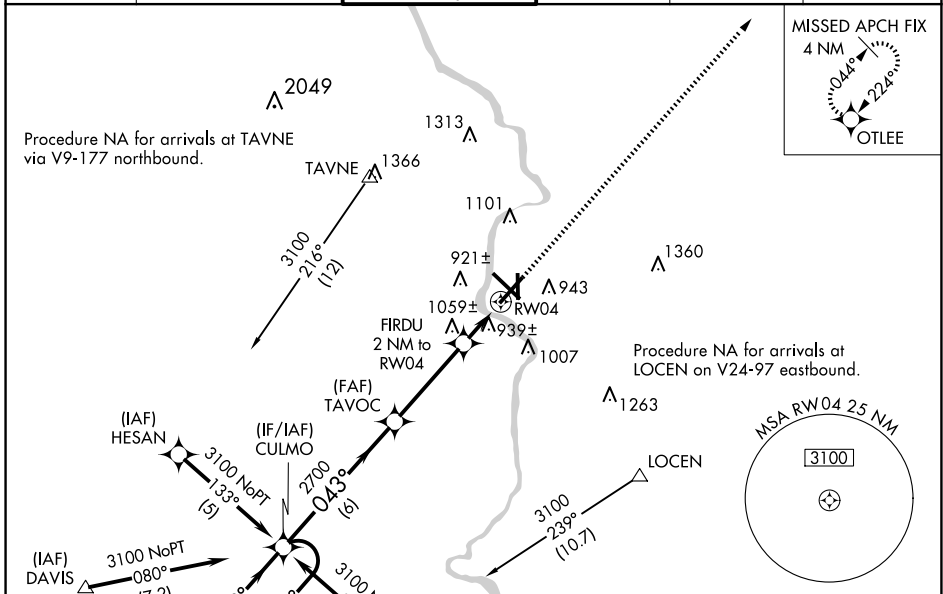 MISSED APCH FIX
4 NM
044°
224°
OTLEE
2049
1313
Procedure NA for arrivals at TAVNE
via V9-177 northbound.
TAVNE
1366
1101
3100
216°
(12)
921±
1360
943
RW04
1059±
939±
FIRDU
2 NM to
RW04
1007
Procedure NA for arrivals at
LOCEN on V24-97 eastbound.
(FAF)
TAVOC
1263
MSA RW04 25 NM
3100
(IAF)
HESAN
(IF/IAF)
CULMO
3100 NoPT
133°
(5)
2700
043°
(6)
LOCEN
3100
239°
(10.7)
(IAF)
DAVIS
3100 NoPT
080°
(7.2)
3100